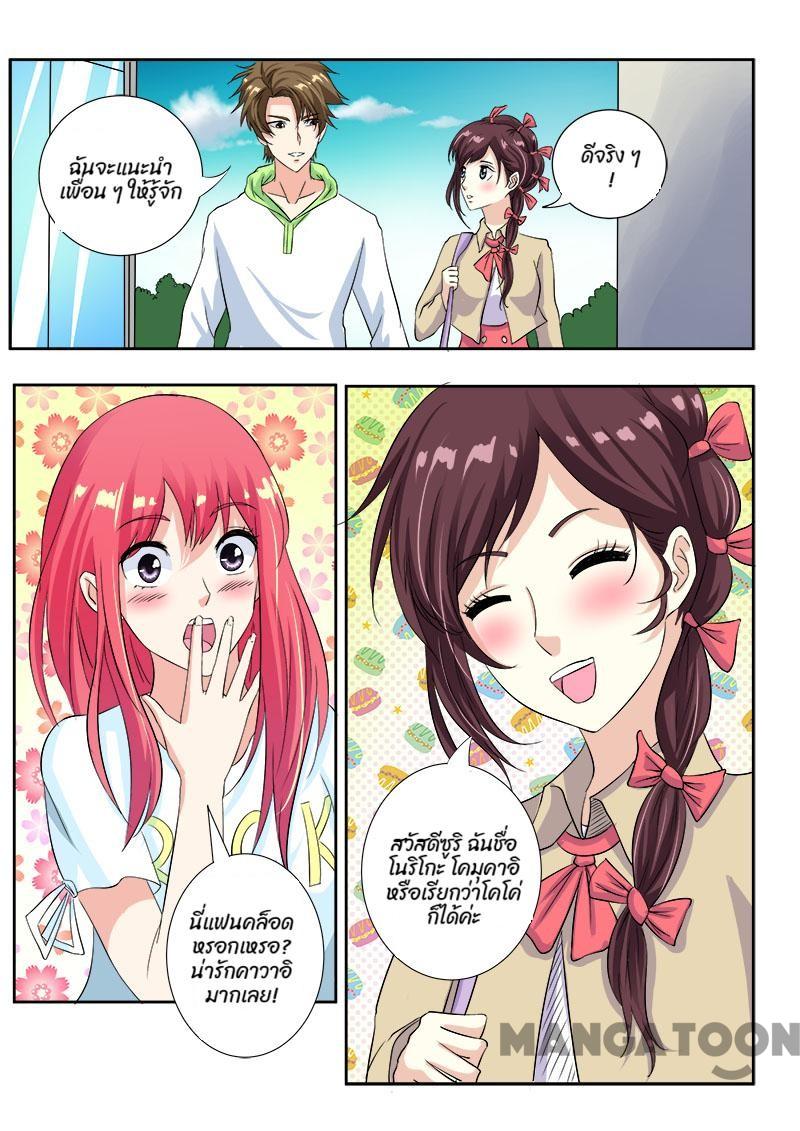 ฉันจะแนะนำ
เพื่อน ๆ ให้รู้จัก
ดีจริง ๆ
!
นี่แฟนคล็อด
หรอกเหรอ?
น่ารักคาวาอิ
มากเลย!
สวัสดีซูริ ฉันชื่อ
โนริโกะ โคมคาอิ
หรือเรียกว่าโคโค่
ก็ได้ค่ะ
MANGATOON